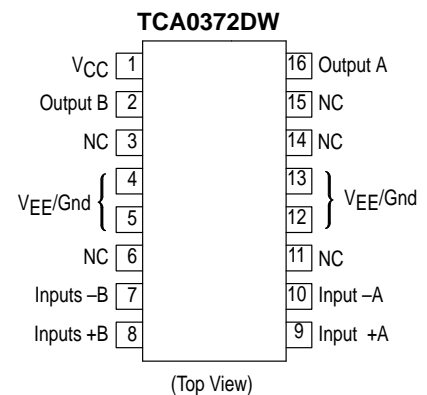 TCA0372DW
VCC 1 16 Output A
Output B 2 15 NC
NC 3 14 NC
4 13
VEE/Gnd { } VEE/Gnd
5 12
NC 6 11 NC
Inputs –B 7 10 Input –A
Inputs +B 8 9 Input +A
(Top View)